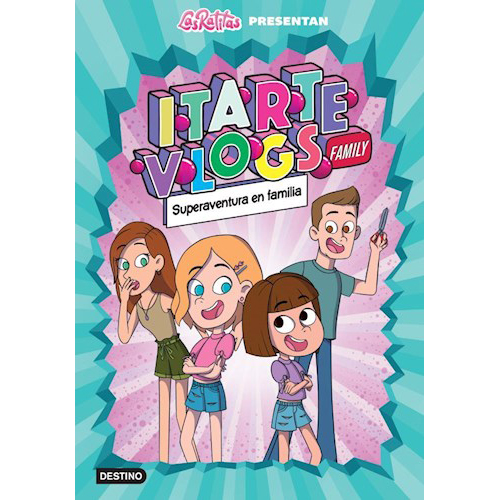 Las Ratitas PRESENTAN
ITARTE
VLOGS FAMILY
Superaventura en familia
DESTINO